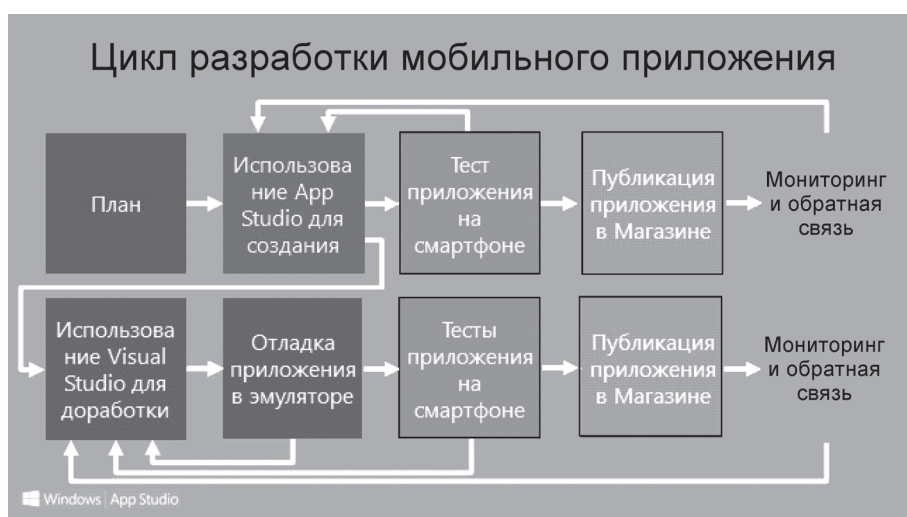 Цикл разработки мобильного приложения
План
Использова
ние App
Studio для
создания
Тест
приложения
на
смартфоне
Публикация
приложения
в Магазине
Мониторинг
и обратная
связь
Использова
ние Visual
Studio для
доработки
Отладка
приложения
в эмуляторе
Тесты
приложения
на
смартфоне
Публикация
приложения
в Магазине
Мониторинг
и обратная
связь
Windows | App Studio